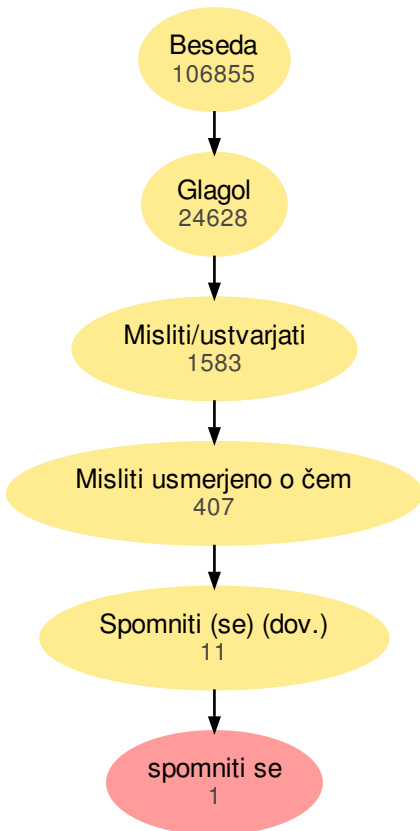 Beseda
106855
Glagol
24628
Misliti/ustvarjati
1583
Misliti usmerjeno o čem
407
Spomniti (se) (dov.)
11
spomniti se
1